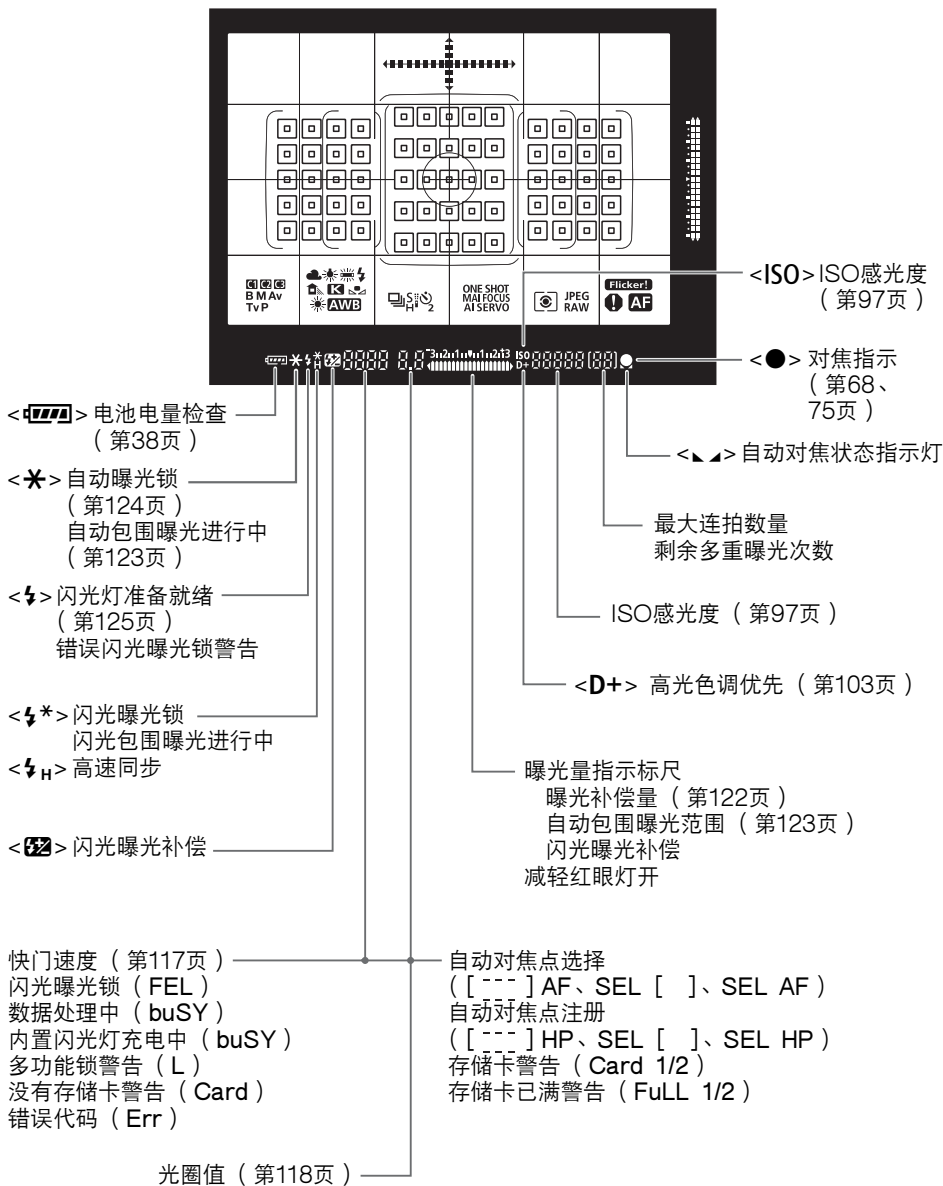 C1 C2 C3
B M Av
Tv P
K
AWB
S
H 2
ONE SHOT
MAI FOCUS
AI SERVO
JPEG
RAW
Flicker!
AF
3 2 1 1 2 3
ISO
D+
<ISO> ISO感光度
（第97页）
<●> 对焦指示
（第68、
75页）
<◣ ◢> 自动对焦状态指示灯
最大连拍数量
剩余多重曝光次数
ISO感光度（第97页）
<D+> 高光色调优先（第103页）
曝光量指示标尺
曝光补偿量（第122页）
自动包围曝光范围（第123页）
闪光曝光补偿
减轻红眼灯开
< > 电池电量检查
（第38页）
<✱> 自动曝光锁
（第124页）
自动包围曝光进行中
（第123页）
<⚡> 闪光灯准备就绪
（第125页）
错误闪光曝光锁警告
<⚡*> 闪光曝光锁
闪光包围曝光进行中
<⚡H> 高速同步
< > 闪光曝光补偿
快门速度（第117页）
闪光曝光锁（FEL）
数据处理中（buSY）
内置闪光灯充电中（buSY）
多功能锁警告（L）
没有存储卡警告（Card）
错误代码（Err）
自动对焦点选择
（[ --- ] AF、SEL [ ]、SEL AF）
自动对焦点注册
（[ --- ] HP、SEL [ ]、SEL HP）
存储卡警告（Card 1/2）
存储卡已满警告（FuLL 1/2）
光圈值（第118页）